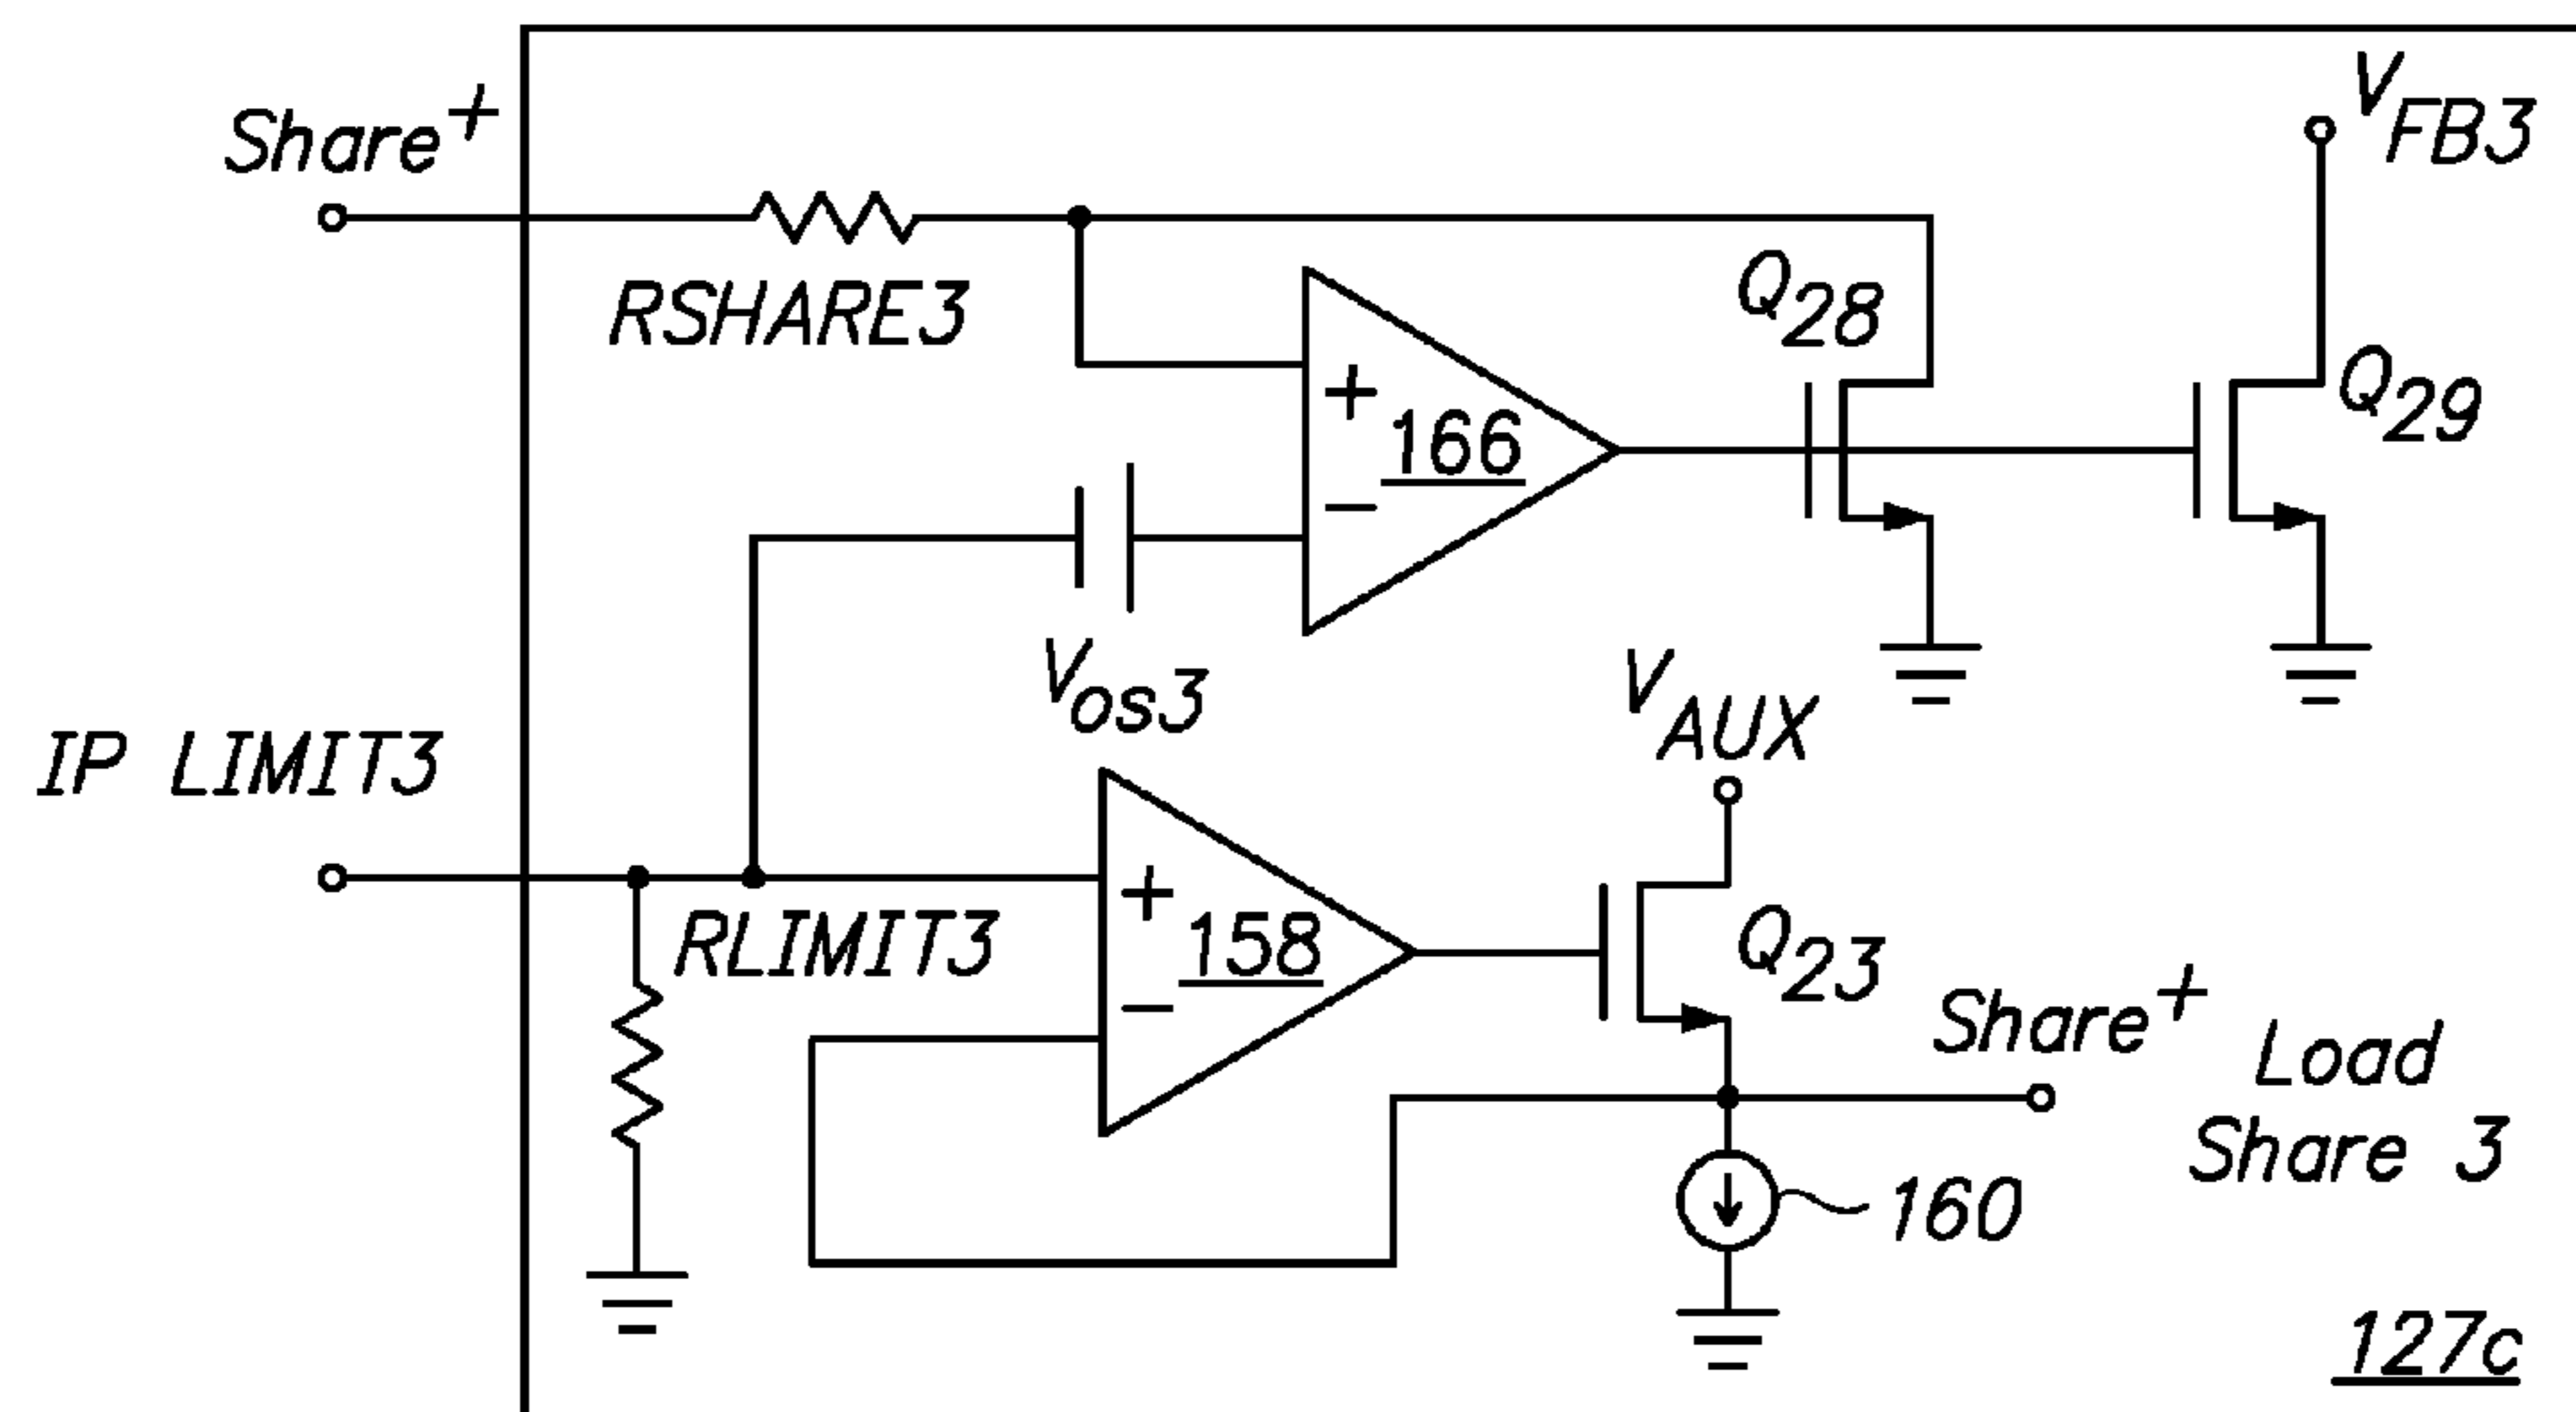 Share+
VFB3
RSHARE3
Q28
Q29
+
166
−
Vos3
VAUX
IP LIMIT3
RLIMIT3
+
158
−
Q23
Share+
Load
Share 3
160
127c